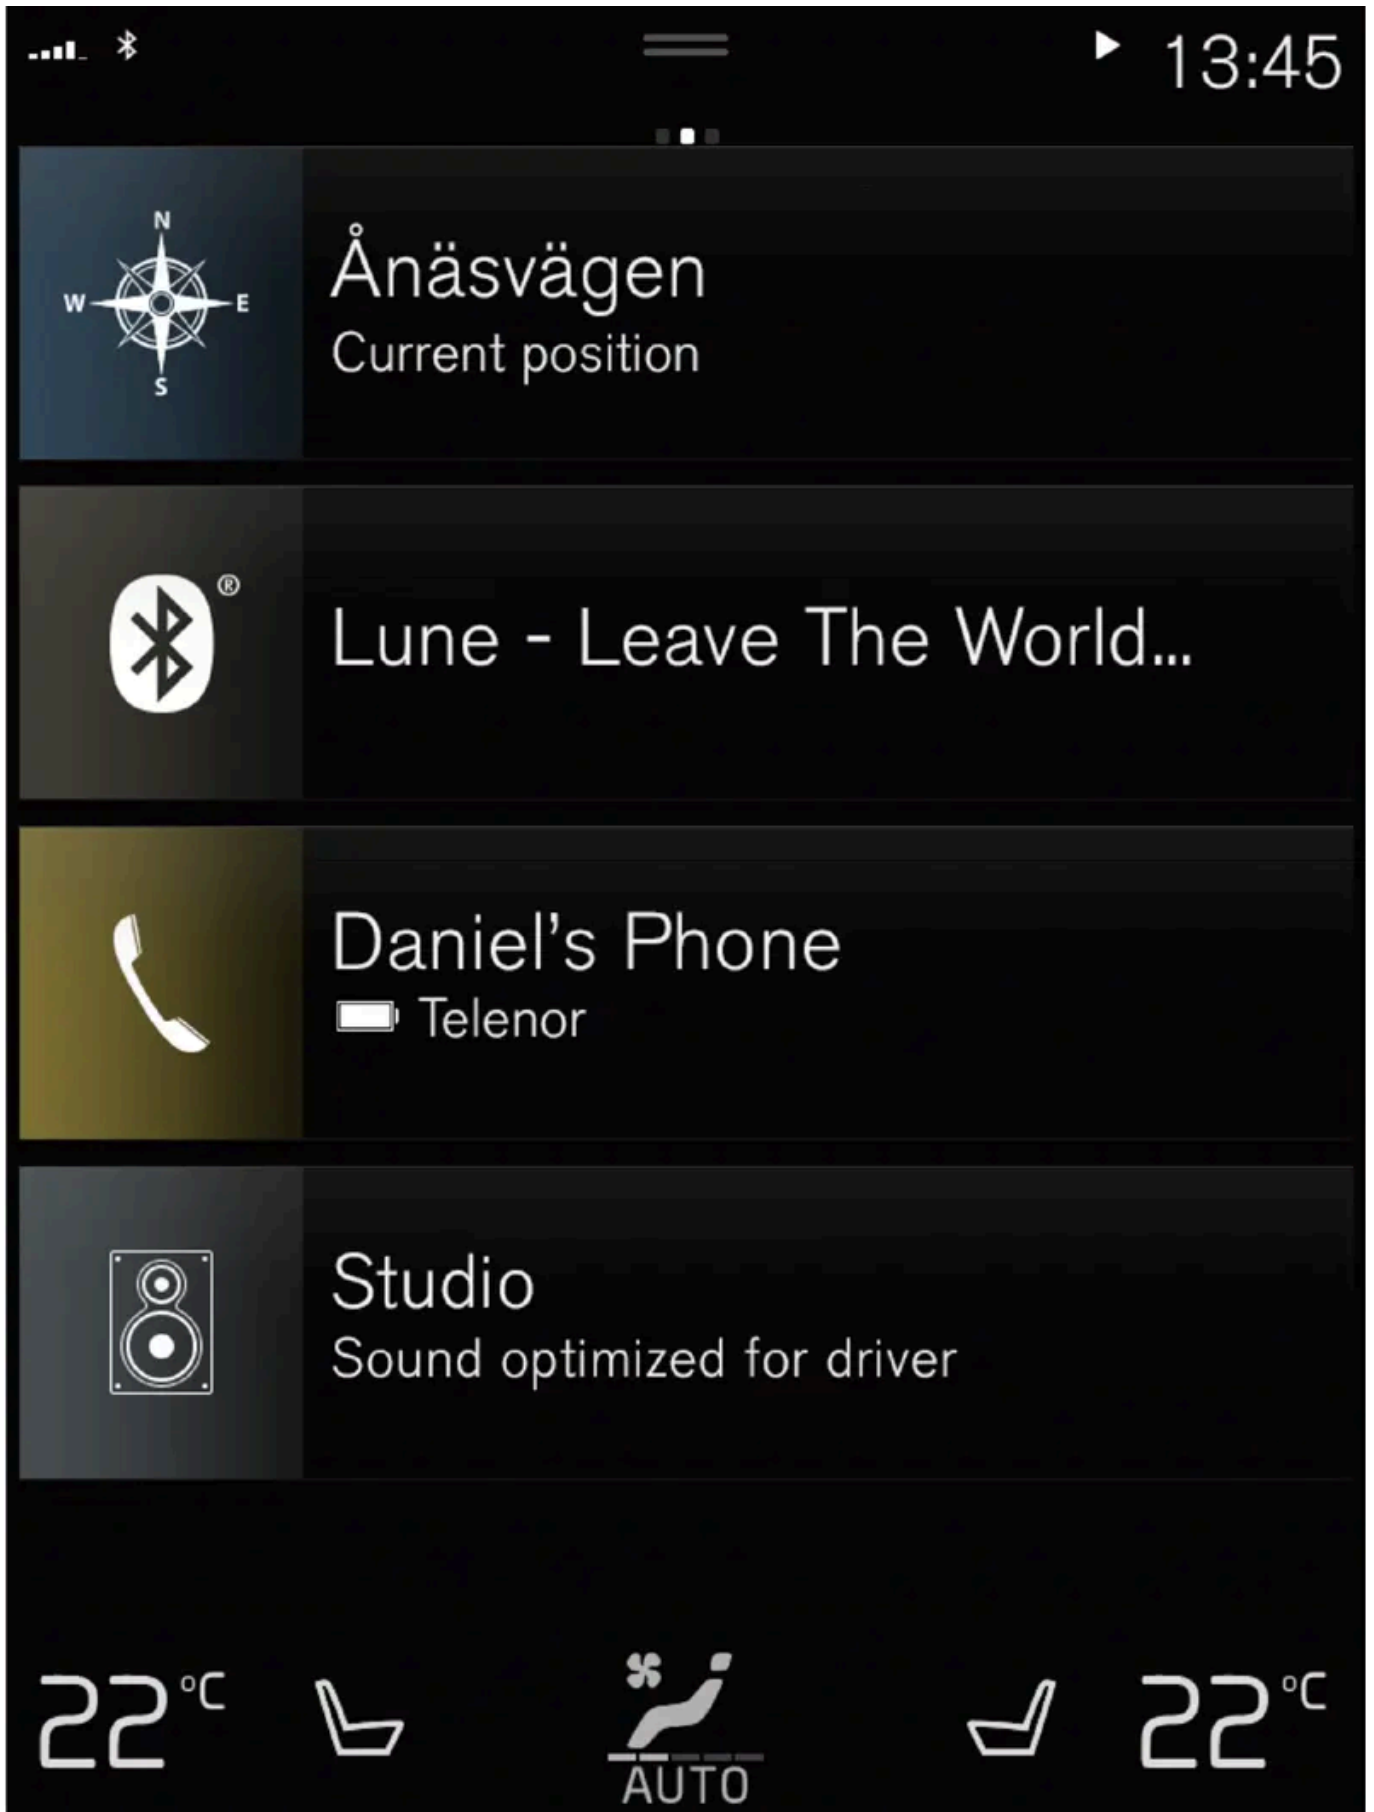 13:45
N
W E
S
Ånäsvägen
Current position
®
Lune - Leave The World...
Daniel’s Phone
Telenor
Studio
Sound optimized for driver
22°C 22°C
AUTO